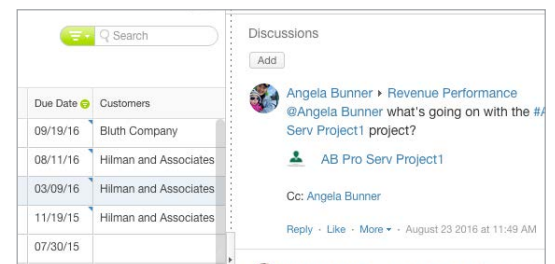 Search
Due Date Customers
09/19/16 Bluth Company
08/11/16 Hilman and Associates
03/09/16 Hilman and Associates
11/19/15 Hilman and Associates
07/30/15
Discussions
Add
Angela Bunner ▸ Revenue Performance
@Angela Bunner what's going on with the #A
Serv Project1 project?
AB Pro Serv Project1
Cc: Angela Bunner
Reply · Like · More ▾ · August 23 2016 at 11:49 AM